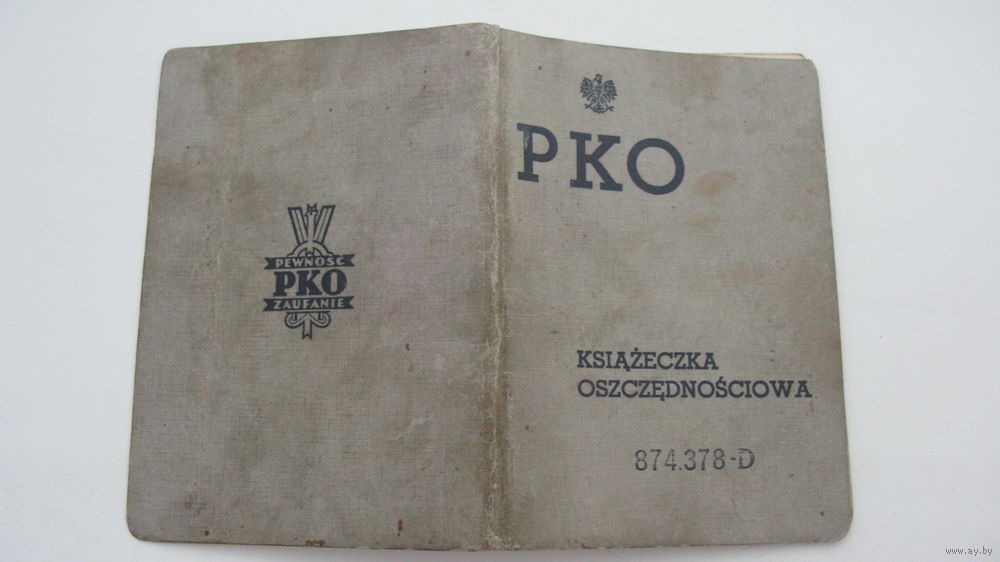 PEWNOŚĆ
PKO
ZAUFANIE
PKO
KSIĄŻECZKA
OSZCZĘDNOŚCIOWA
874.378-D
www.ay.by